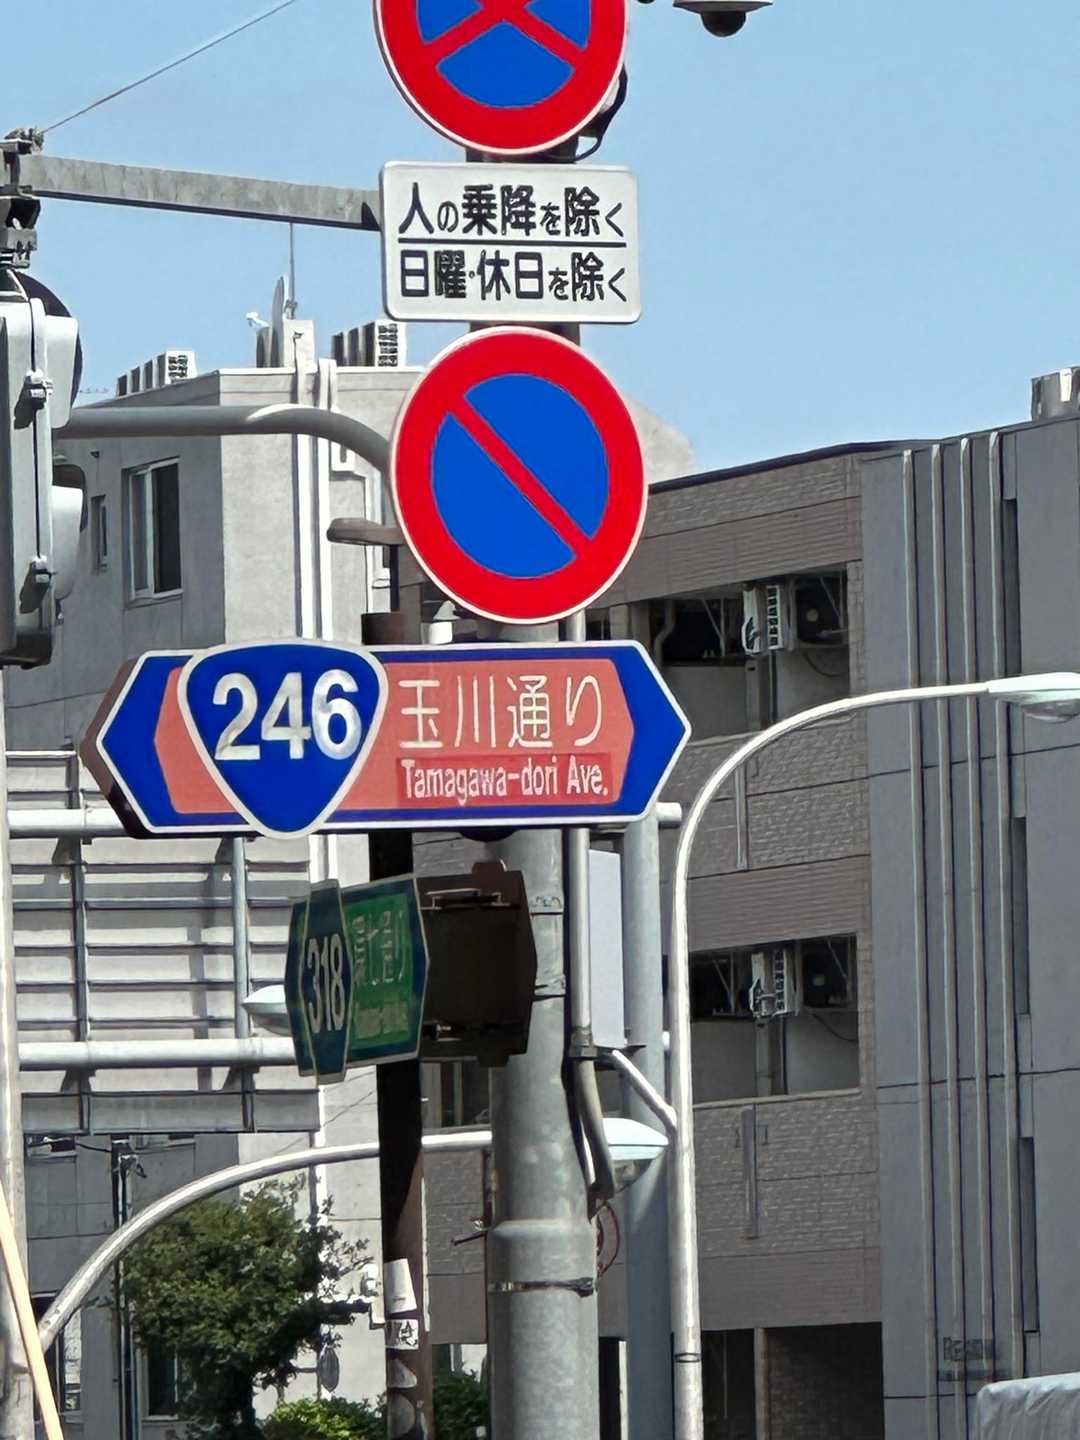 人の乗降を除く
日曜・休日を除く
246
玉川通り
Tamagawa-dori Ave.
318